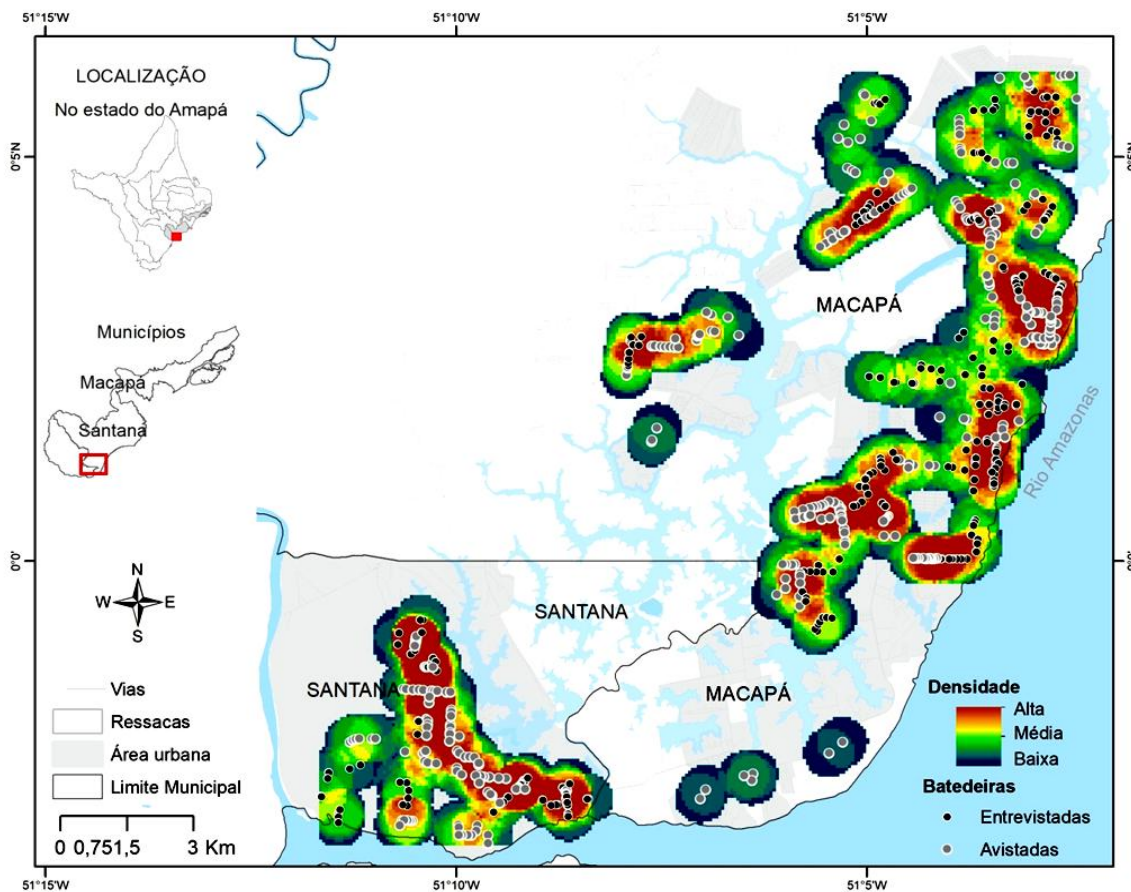 51°15'W
51°10'W
51°5'W
LOCALIZAÇÃO
No estado do Amapá
0°5'N
0°5'N
MACAPÁ
Municípios
Macapá
Santana
Rio Amazonas
0°0'
0°0'
N
W
E
S
SANTANA
SANTANA
MACAPÁ
Vias
Ressacas
Área urbana
Limite Municipal
0 0,751,5 3 Km
Densidade
Alta
Média
Baixa
Batedeiras
Entrevistadas
Avistadas
51°15'W
51°10'W
51°5'W